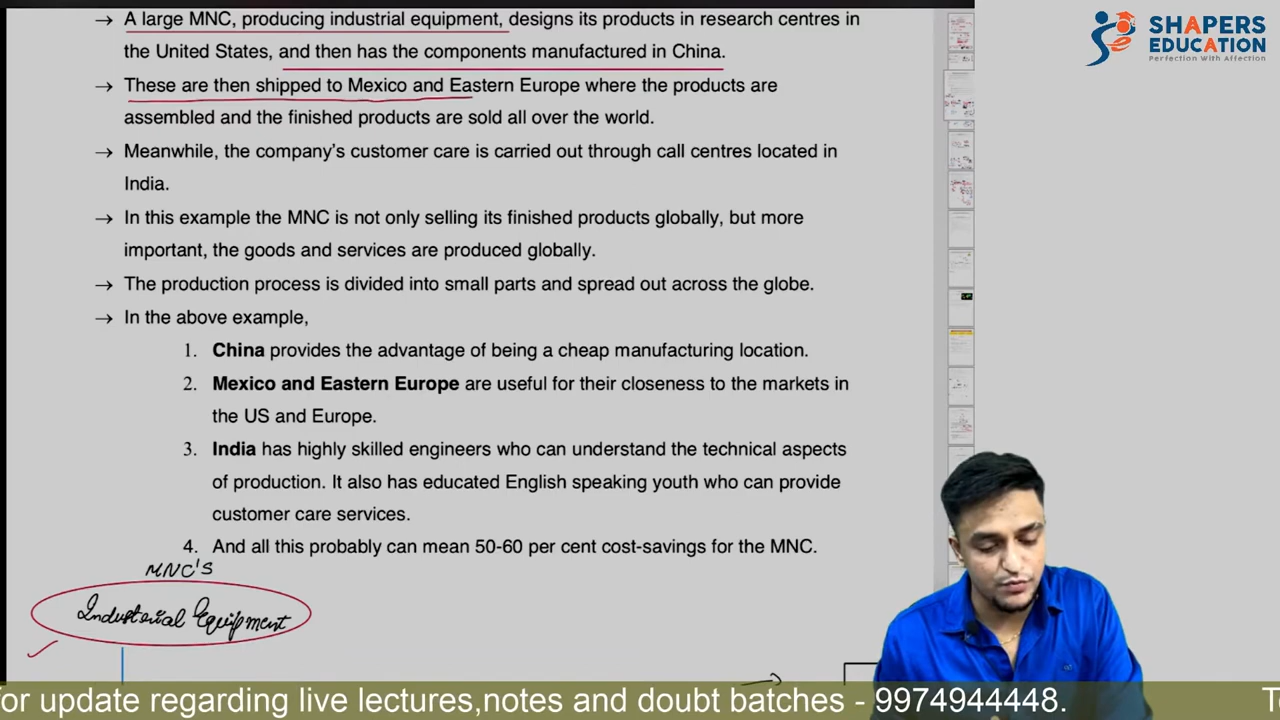 → A large MNC, producing industrial equipment, designs its products in research centres in
the United States, and then has the components manufactured in China.
→ These are then shipped to Mexico and Eastern Europe where the products are
assembled and the finished products are sold all over the world.
→ Meanwhile, the company's customer care is carried out through call centres located in
India.
→ In this example the MNC is not only selling its finished products globally, but more
important, the goods and services are produced globally.
→ The production process is divided into small parts and spread out across the globe.
→ In the above example,
1. China provides the advantage of being a cheap manufacturing location.
2. Mexico and Eastern Europe are useful for their closeness to the markets in
the US and Europe.
3. India has highly skilled engineers who can understand the technical aspects
of production. It also has educated English speaking youth who can provide
customer care services.
4. And all this probably can mean 50-60 per cent cost-savings for the MNC.
MNC's
Industerial Equipment
SHAPERS
EDUCATION
Perfection With Affection
for update regarding live lectures,notes and doubt batches - 9974944448.